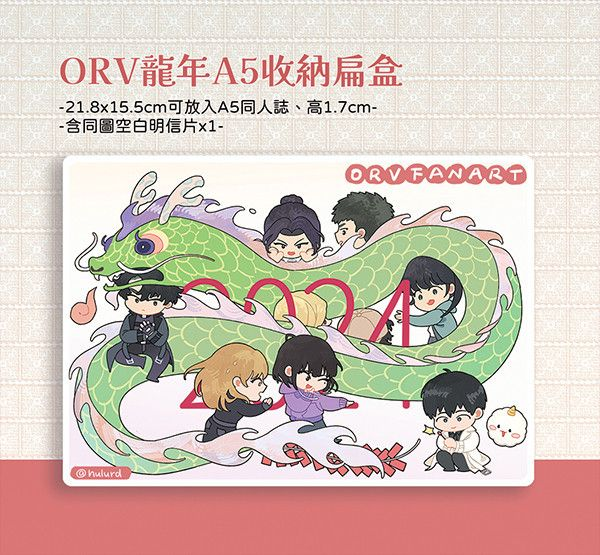 ORV龍年A5收納扁盒
-21.8x15.5cm可放入A5同人誌、高1.7cm-
-含同圖空白明信片x1-
ORVFANART
2024
2024
@hulurd